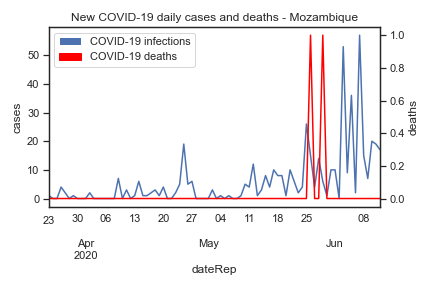 New COVID-19 daily cases and deaths - Mozambique
COVID-19 infections
COVID-19 deaths
50
40
30
20
10
0
cases
1.0
0.8
0.6
0.4
0.2
0.0
deaths
23 30 06 13 20 27 04 11 18 25 08
Apr May Jun
2020
dateRep